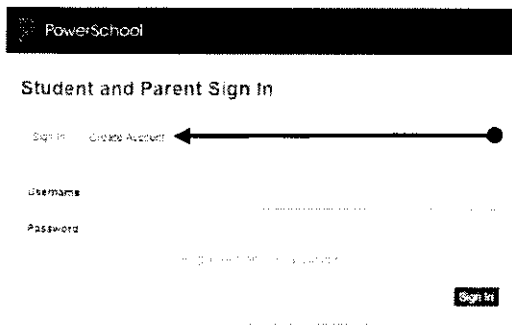 PowerSchool
Student and Parent Sign In
Sign In Create Account
Username
Password
Sign In